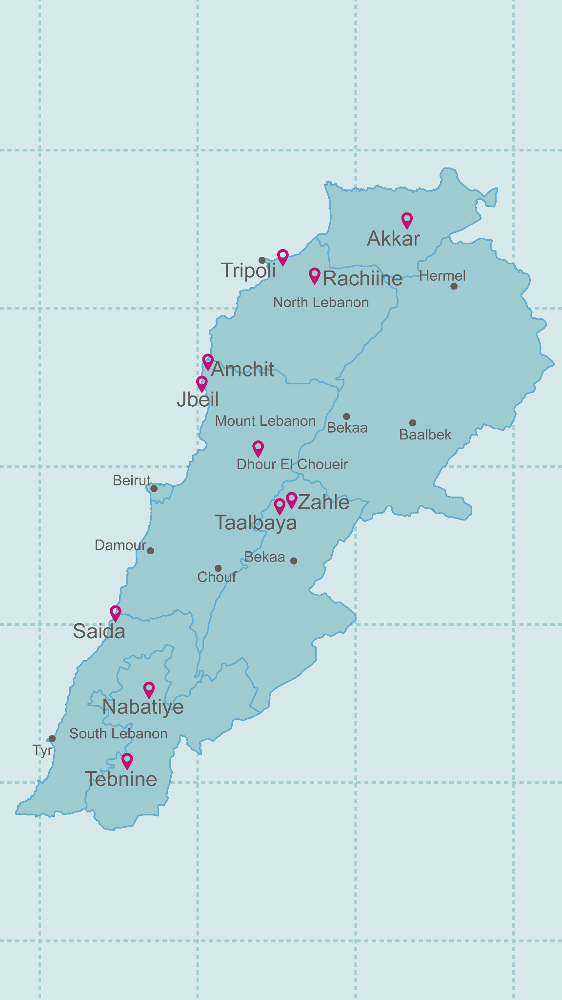 Akkar
Tripoli
Rachiine
Hermel
North Lebanon
Amchit
Jbeil
Mount Lebanon
Bekaa
Baalbek
Dhour El Choueir
Beirut
Zahle
Taalbaya
Damour
Bekaa
Chouf
Saida
Nabatiye
South Lebanon
Tyr
Tebnine